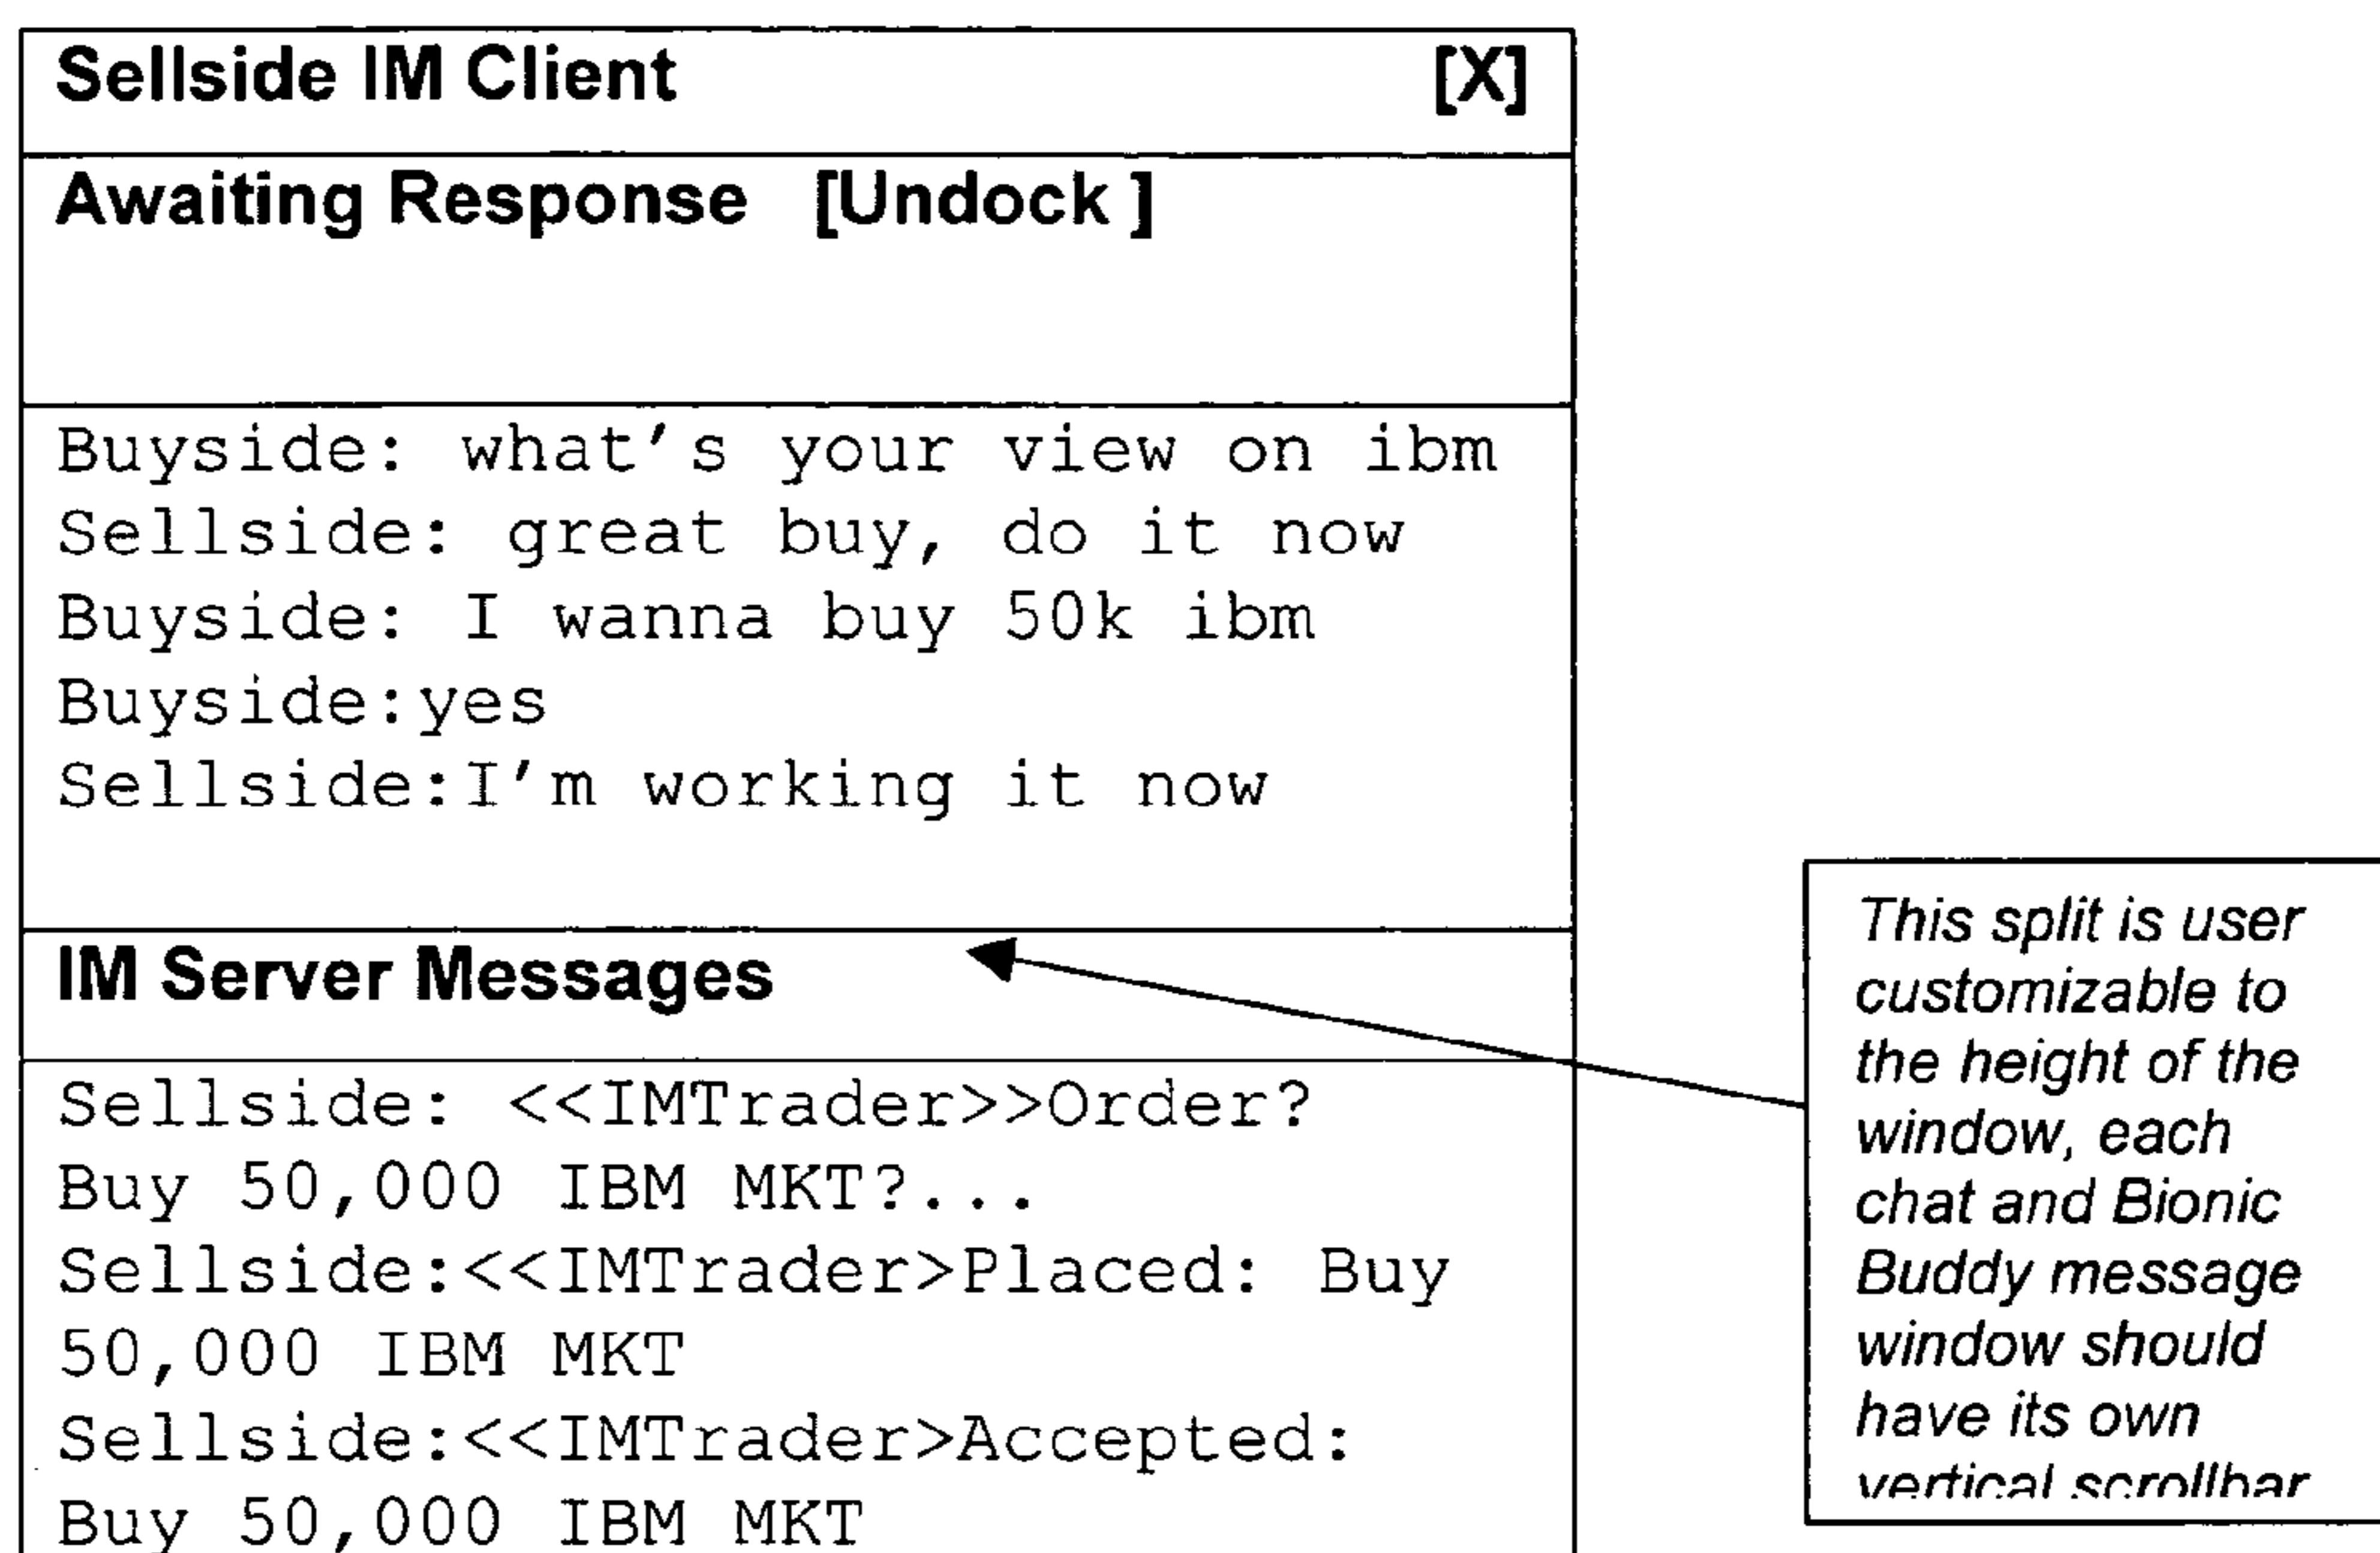 Sellside IM Client [X]
Awaiting Response [Undock ]
Buyside: what's your view on ibm
Sellside: great buy, do it now
Buyside: I wanna buy 50k ibm
Buyside:yes
Sellside:I'm working it now
IM Server Messages
Sellside: <<IMTrader>>Order?
Buy 50,000 IBM MKT?...
Sellside:<<IMTrader>Placed: Buy
50,000 IBM MKT
Sellside:<<IMTrader>Accepted:
Buy 50,000 IBM MKT
This split is user
customizable to
the height of the
window, each
chat and Bionic
Buddy message
window should
have its own
vertical scrollbar